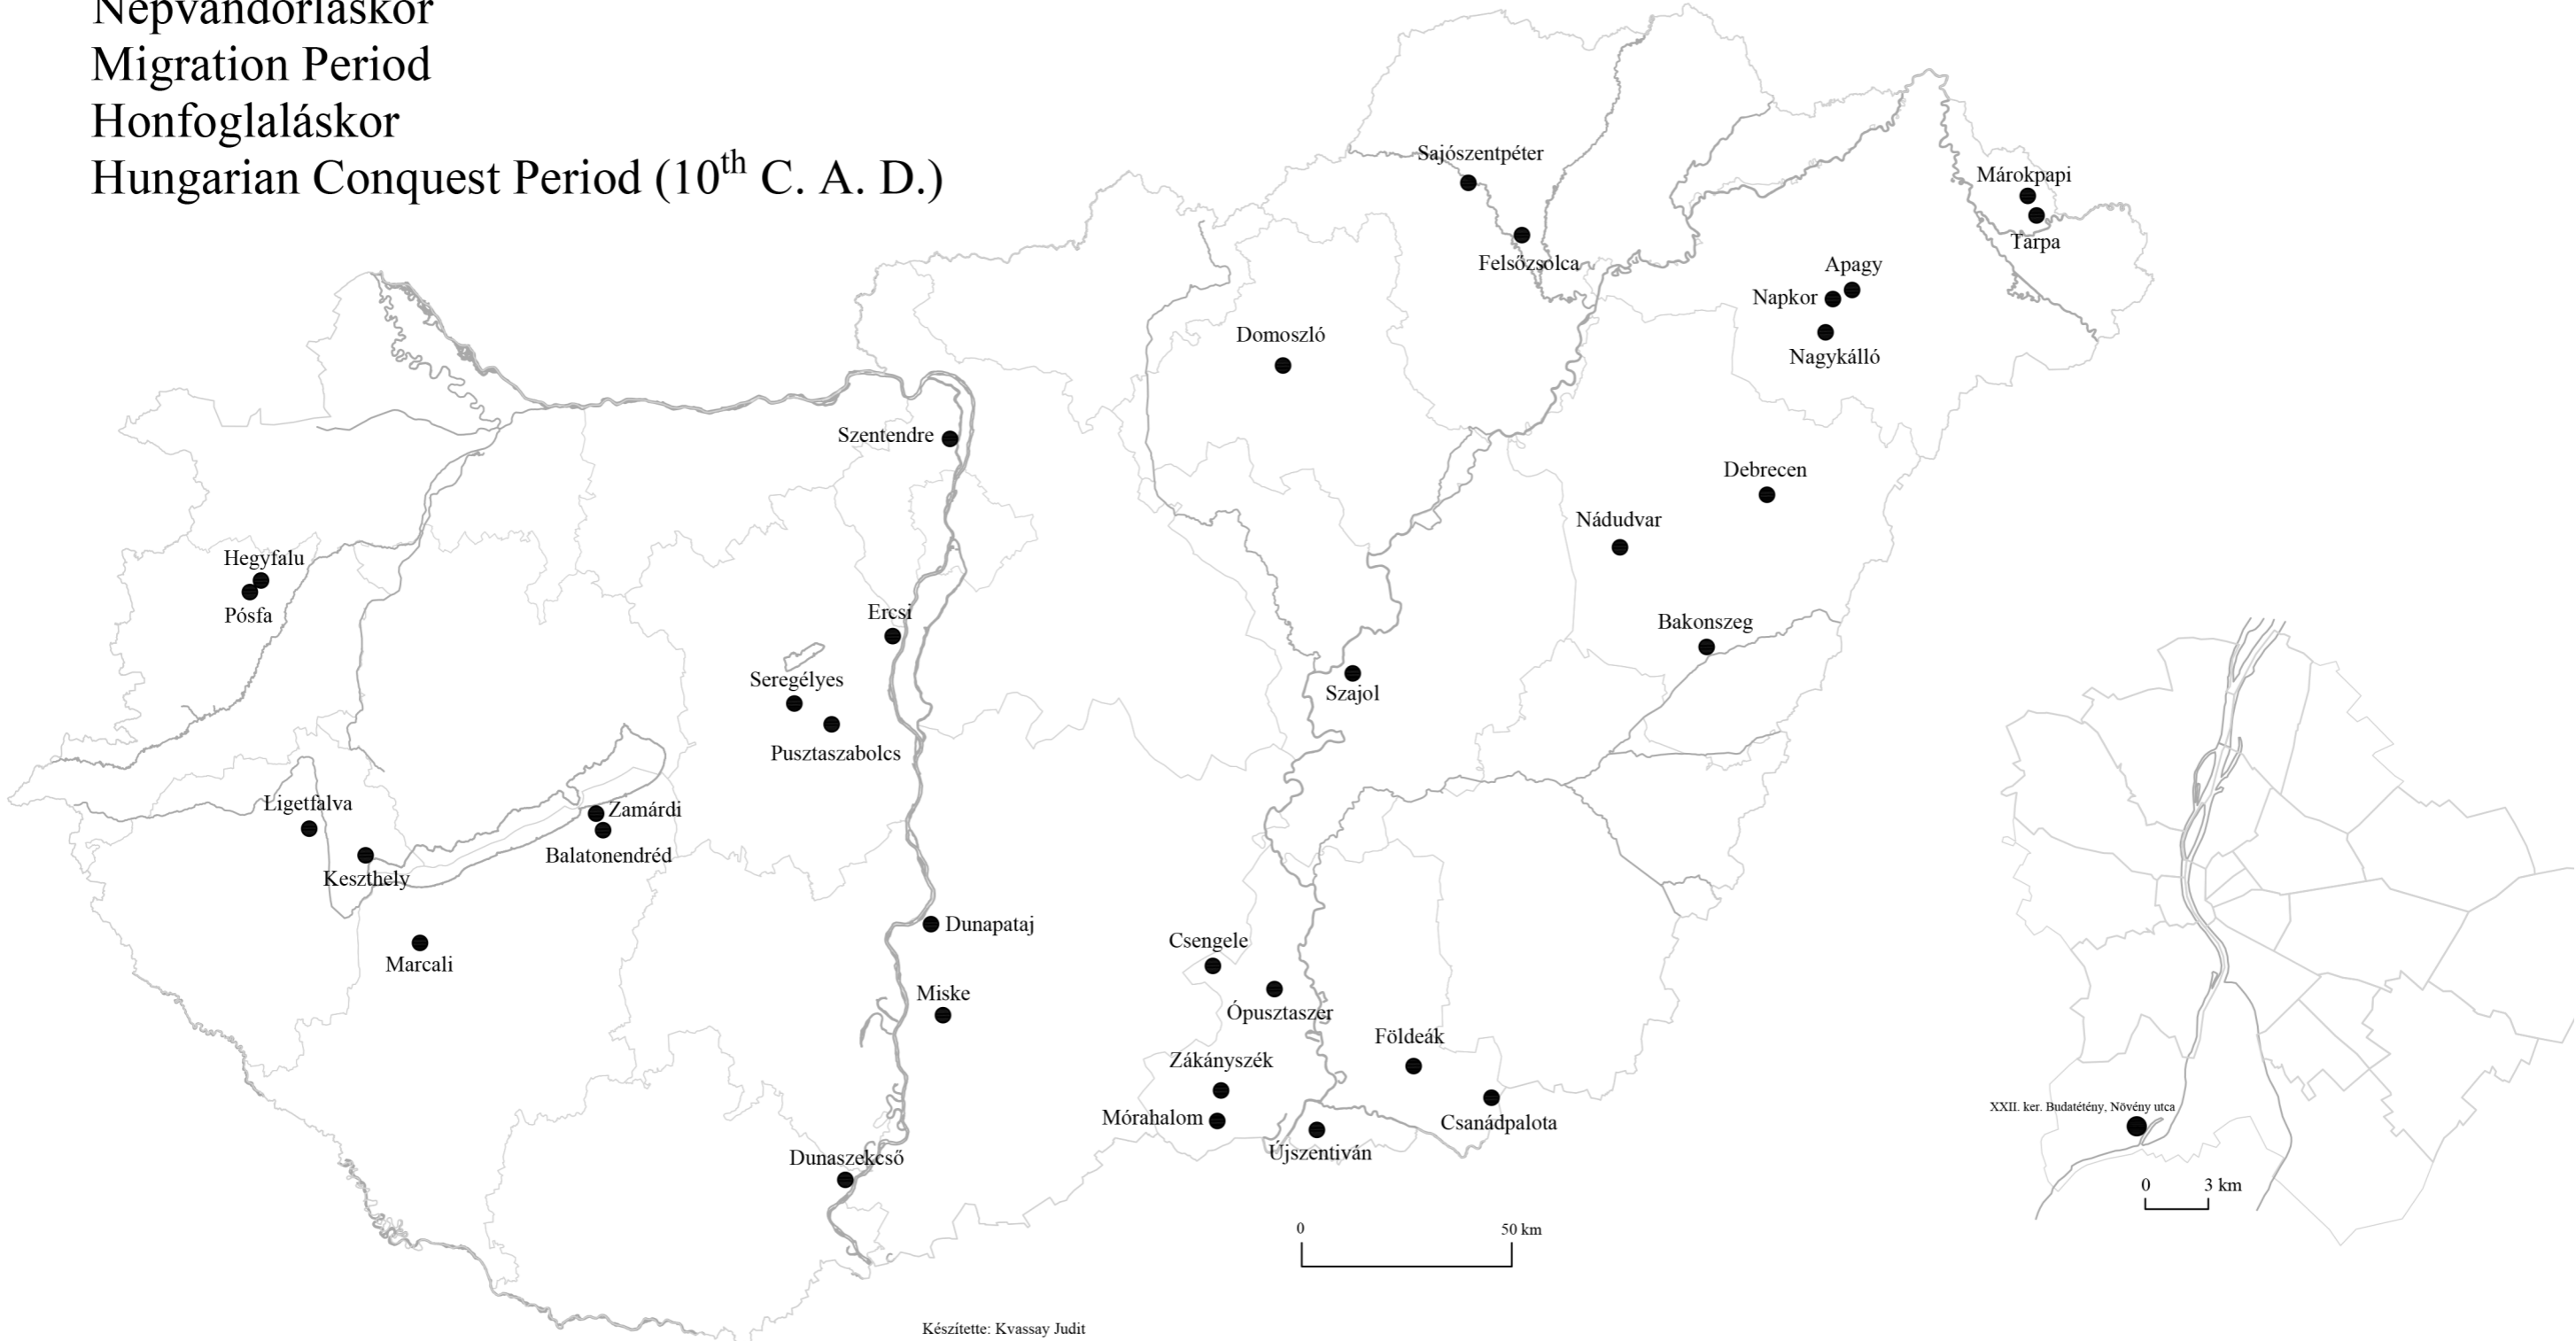 Népvándorláskor
Migration Period
Honfoglaláskor
Hungarian Conquest Period (10th C. A. D.)
Sajószentpéter
Márokpapi
Tarpa
Felsőzsolca
Apagy
Napkor
Domoszló
Nagykálló
Szentendre
Debrecen
Nádudvar
Hegyfalu
Pósfa
Ercsi
Bakonszeg
Seregélyes
Szajol
Pusztaszabolcs
Ligetfalva
Zamárdi
Balatonendréd
Keszthely
Dunapataj
Csengele
Marcali
Miske
Ópusztaszer
Földeák
Zákányszék
XXII. ker. Budatétény, Növény utca
Mórahalom
Csanádpalota
Újszentiván
Dunaszekcső
0 3 km
0 50 km
Készítette: Kvassay Judit